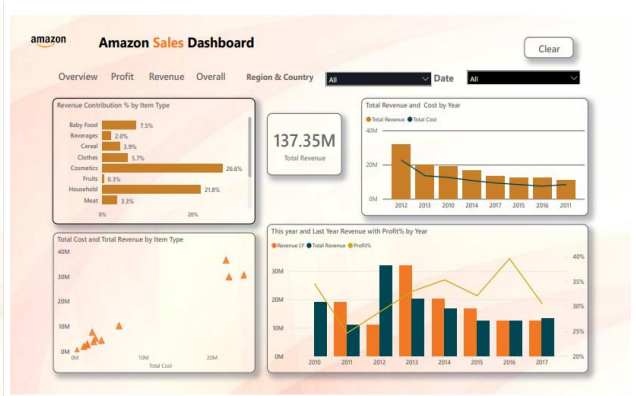 amazon
Amazon Sales Dashboard
Clear
Overview Profit Revenue Overall Region & Country All Date All
Revenue Contribution % by Item Type
Baby Food 7.5%
Beverages 2.0%
Cereal 3.9%
Clothes 5.7%
Cosmetics 26.6%
Fruits 0.3%
Household 21.8%
Meat 3.3%
0% 20%
137.35M
Total Revenue
Total Revenue and Cost by Year
Total Revenue Total Cost
40M
20M
0M
2012 2013 2010 2014 2017 2015 2016 2011
Total Cost and Total Revenue by Item Type
40M
30M
20M
10M
0M
0M 10M 20M
Total Cost
This year and Last Year Revenue with Profit% by Year
Revenue LY Total Revenue Profit%
30M
20M
10M
0M
40%
35%
30%
25%
20%
2010 2011 2012 2013 2014 2015 2016 2017